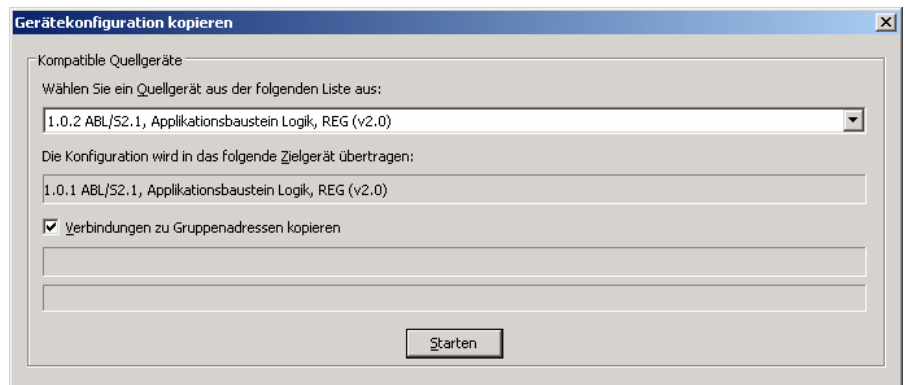 Gerätekonfiguration kopieren
Kompatible Quellgeräte
Wählen Sie ein Quellgerät aus der folgenden Liste aus:
1.0.2 ABL/S2.1, Applikationsbaustein Logik, REG (v2.0)
Die Konfiguration wird in das folgende Zielgerät übertragen:
1.0.1 ABL/S2.1, Applikationsbaustein Logik, REG (v2.0)
Verbindungen zu Gruppenadressen kopieren
Starten